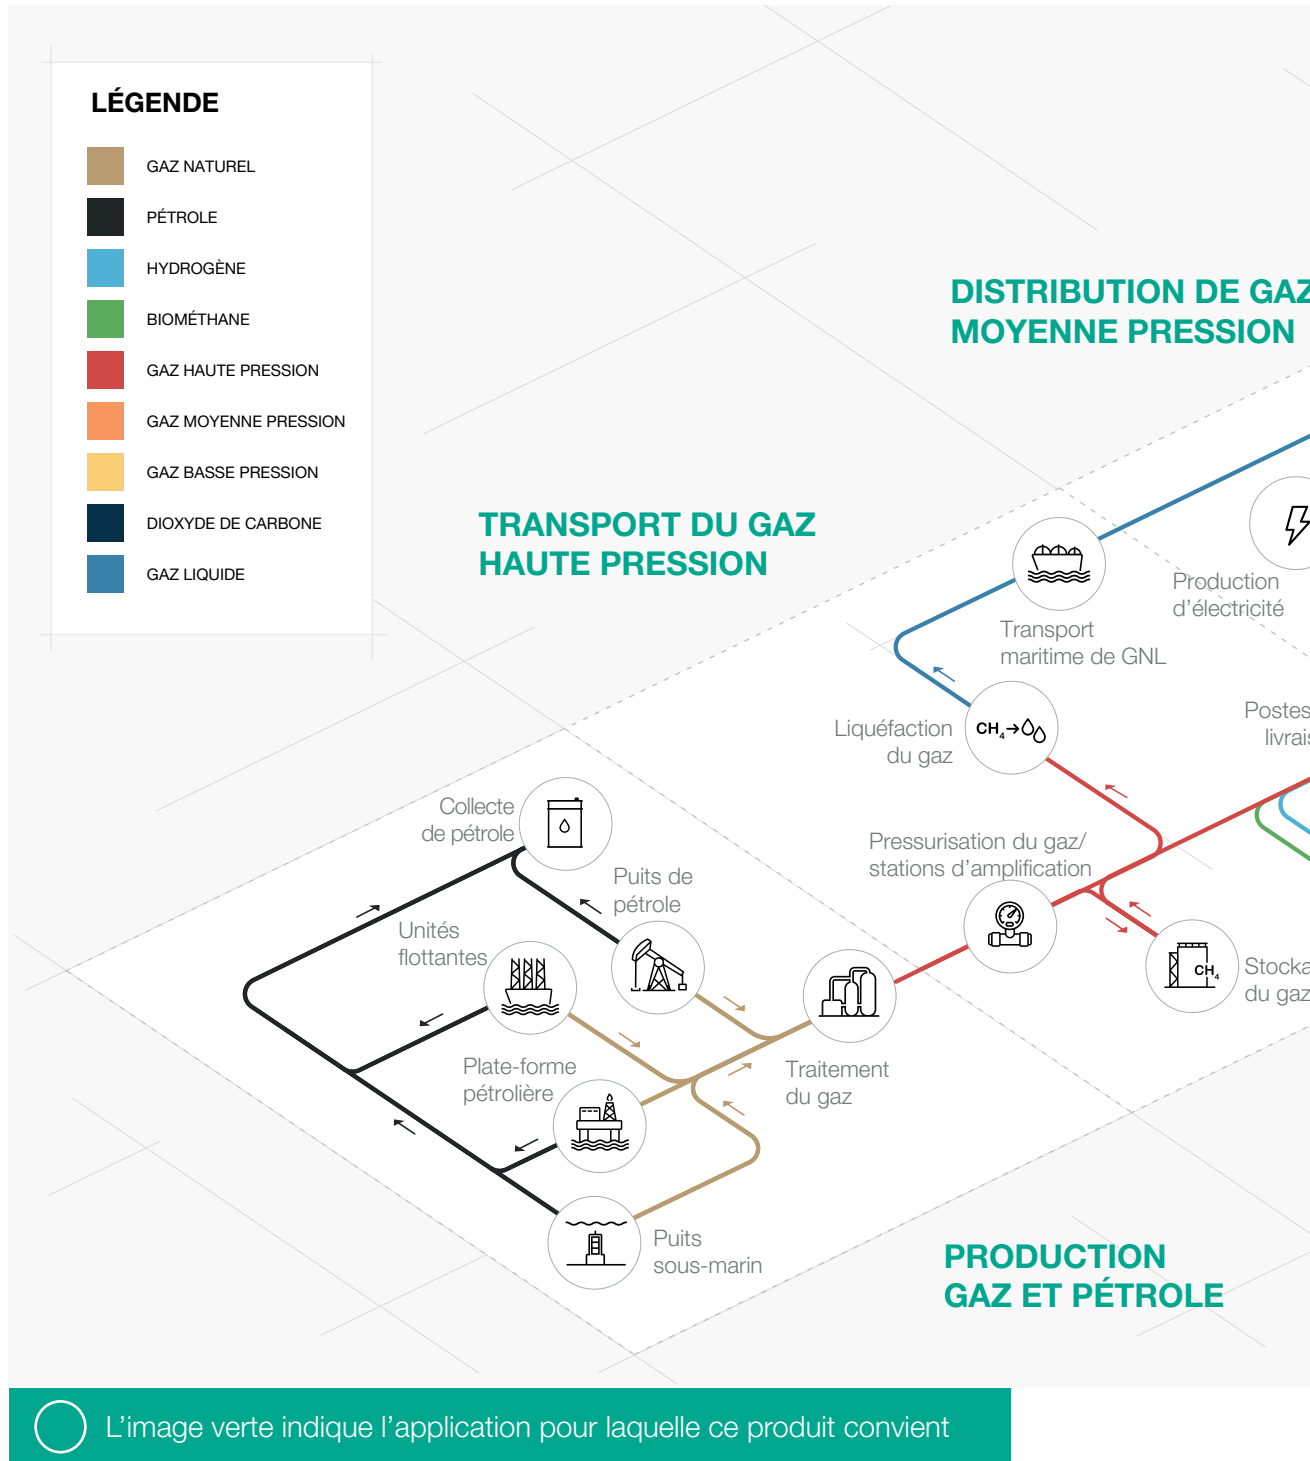 LÉGENDE
GAZ NATUREL
PÉTROLE
HYDROGÈNE
BIOMÉTHANE
GAZ HAUTE PRESSION
GAZ MOYENNE PRESSION
GAZ BASSE PRESSION
DIOXYDE DE CARBONE
GAZ LIQUIDE
DISTRIBUTION DE GAZ
MOYENNE PRESSION
TRANSPORT DU GAZ
HAUTE PRESSION
Production
d'électricité
Transport
maritime de GNL
Postes
Liquéfaction
du gaz
CH₄→
Collecte
de pétrole
Pressurisation du gaz/
stations d'amplification
Puits de
pétrole
Unités
flottantes
CH₄
du gaz
Plate-forme
pétrolière
Traitement
du gaz
Puits
sous-marin
PRODUCTION
GAZ ET PÉTROLE
L'image verte indique l'application pour laquelle ce produit convient